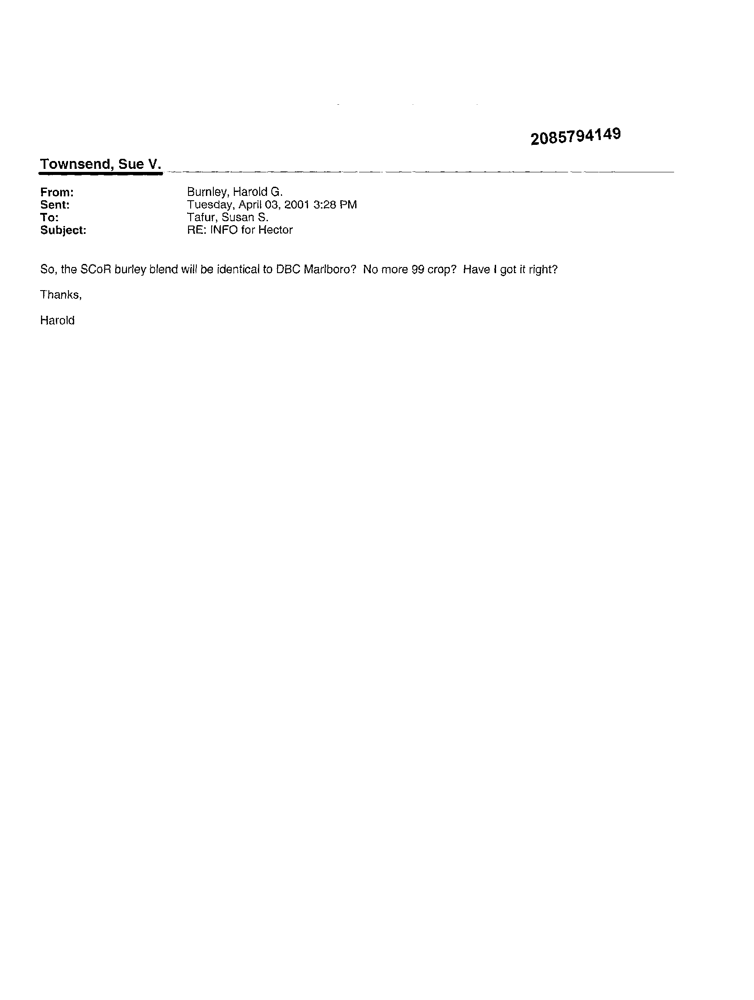 2085794149
Townsend, Sue V.
From: Burnley, Harold G.
Sent: Tuesday, April 03, 2001 3:28 PM
To: Tafur, Susan S.
Subject: RE: INFO for Hector
So, the SCoR burley blend will be identical to DBC Marlboro? No more 99 crop? Have I got it right?
Thanks,
Harold